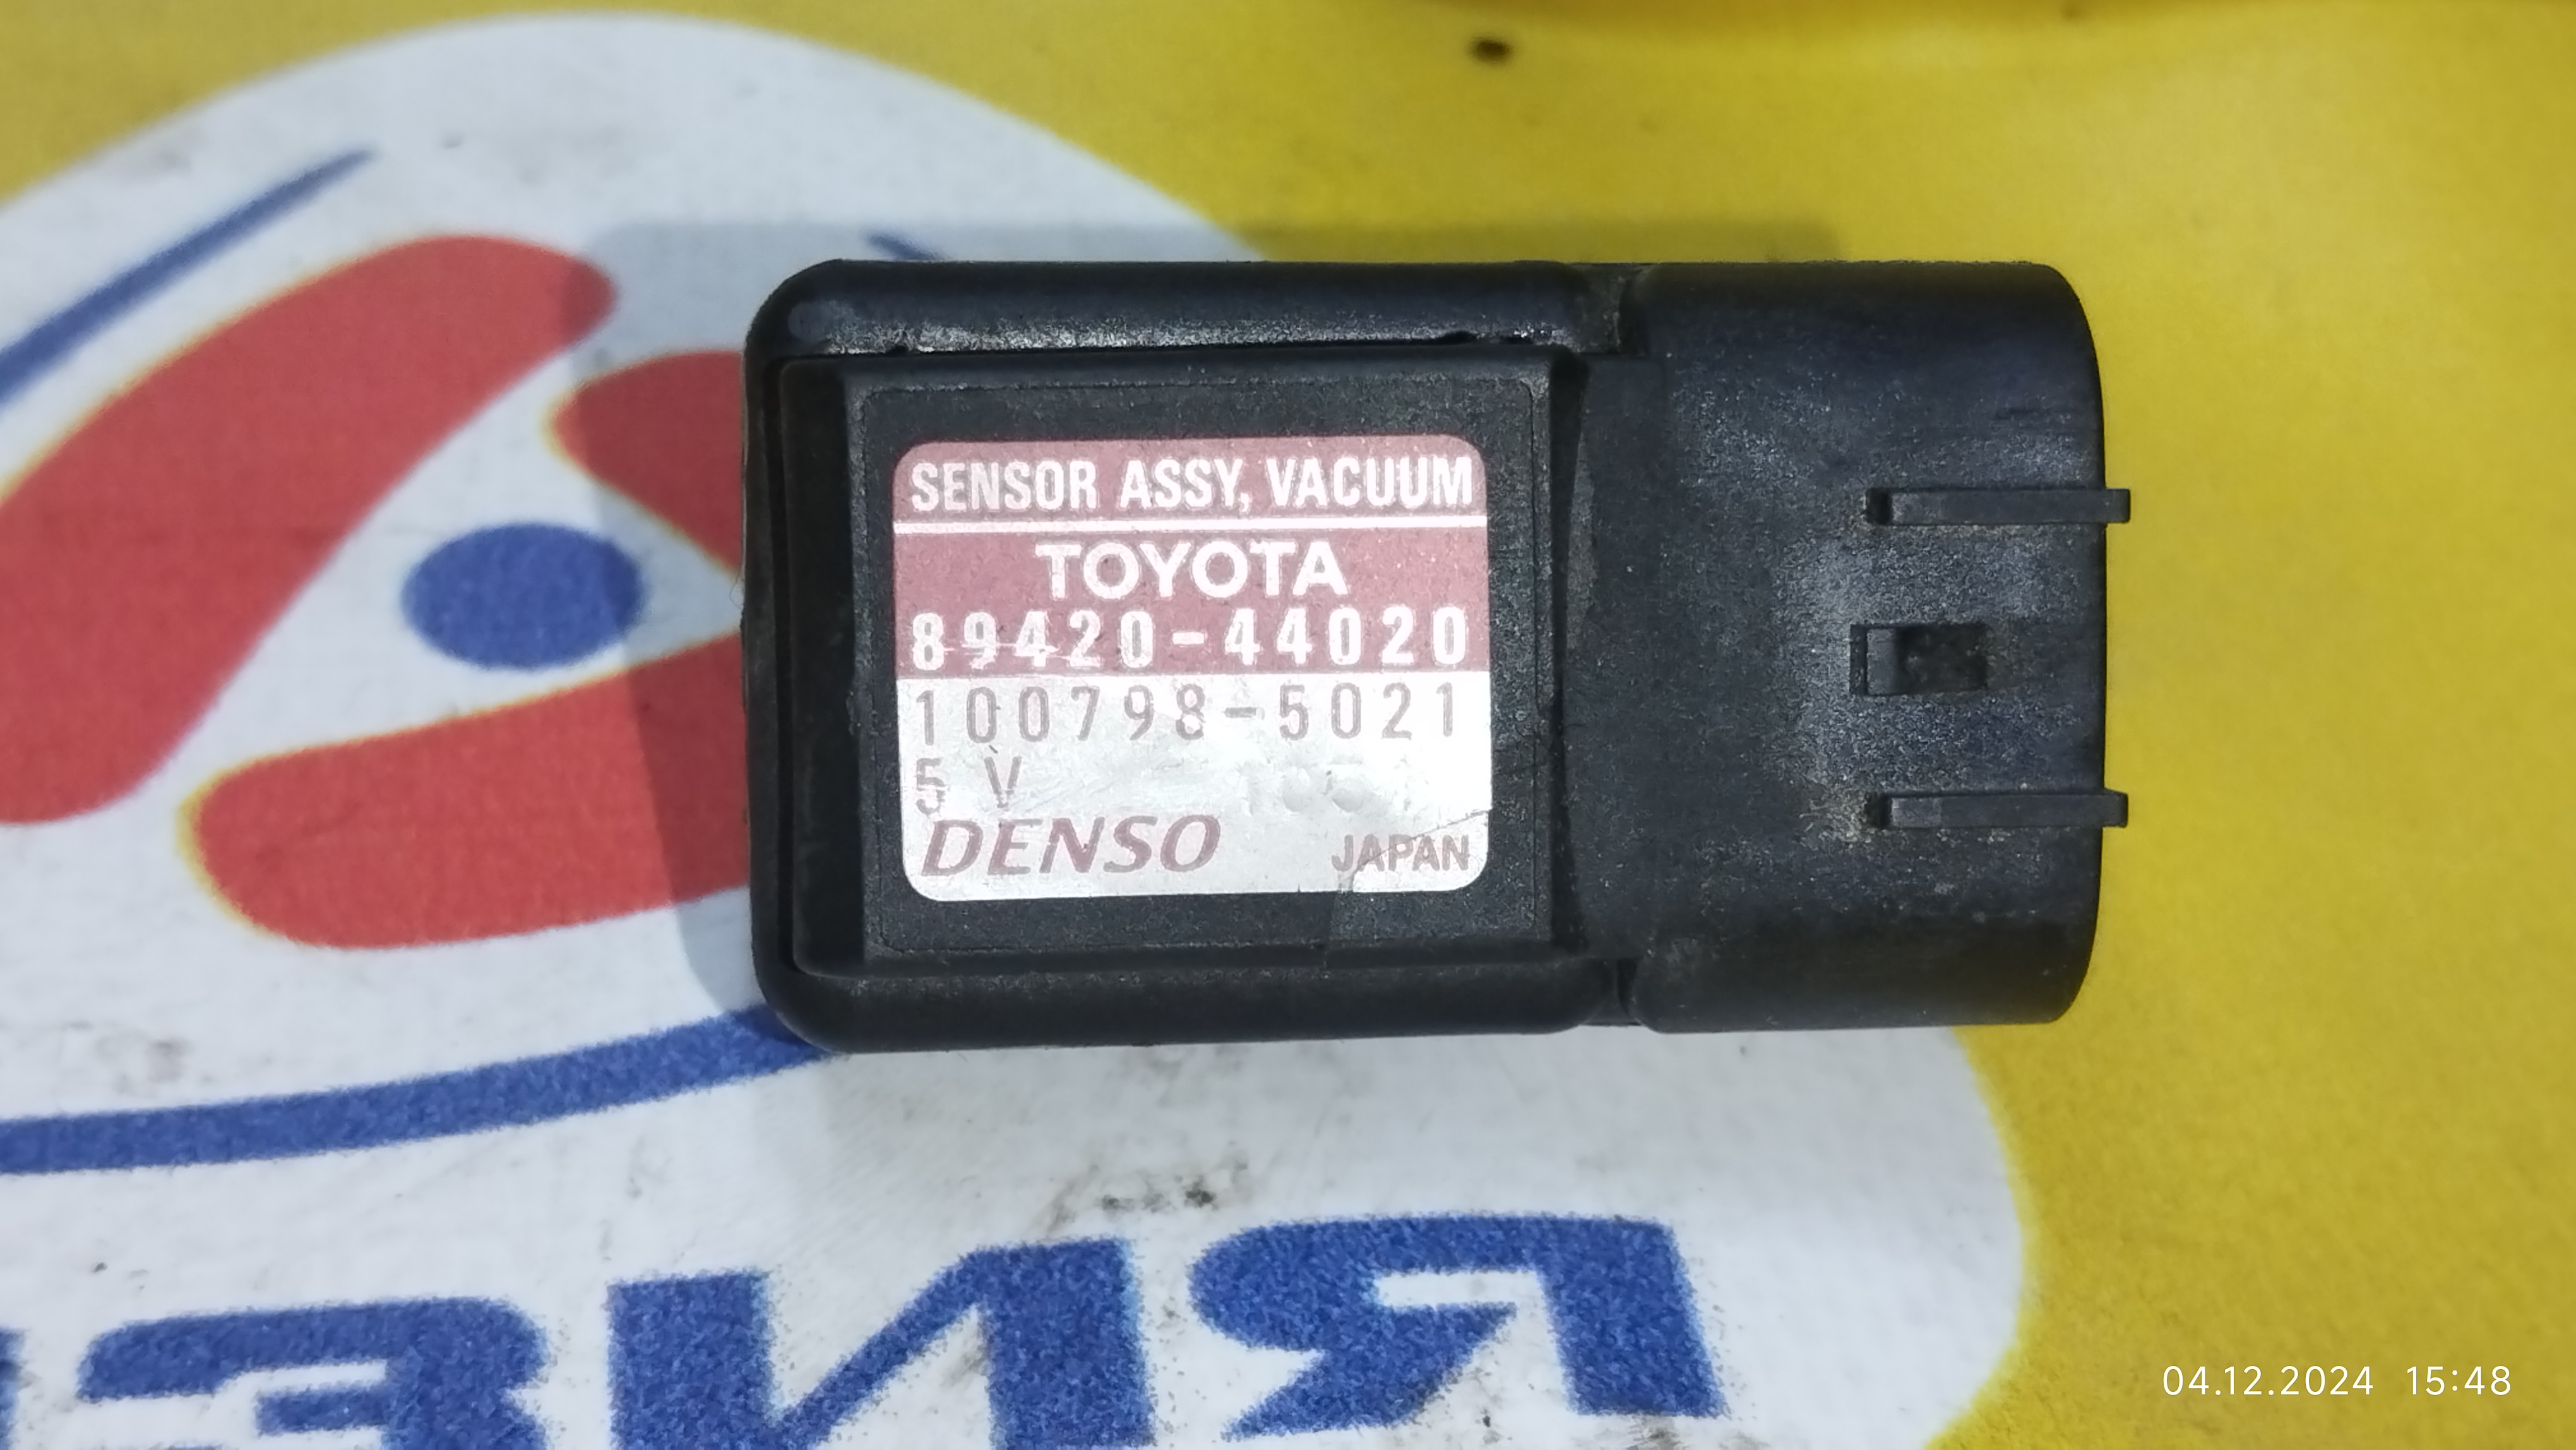 SENSOR ASSY, VACUUM
TOYOTA
89420-44020
100798-5021
5 V
DENSO JAPAN
04.12.2024 15:48